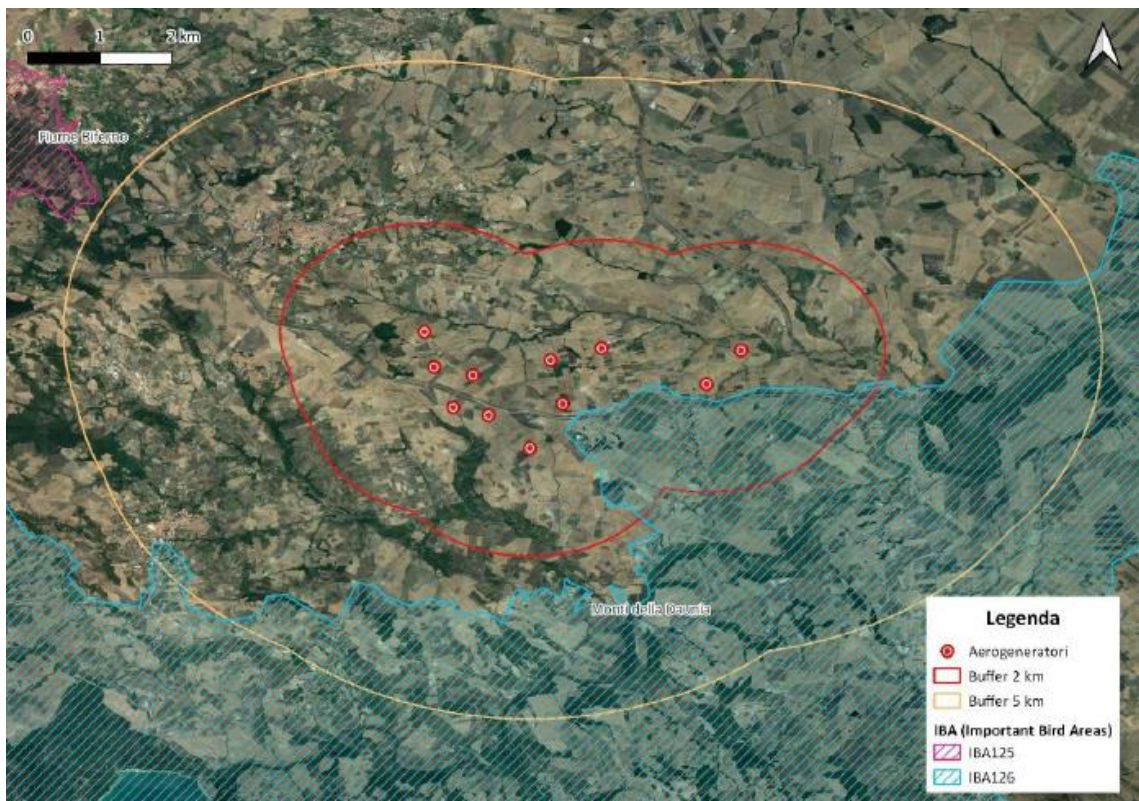 0 1 2 km
Fiume Biferno
Monti della Daunia
Legenda
Aerogeneratori
Buffer 2 km
Buffer 5 km
IBA (Important Bird Areas)
IBA125
IBA126